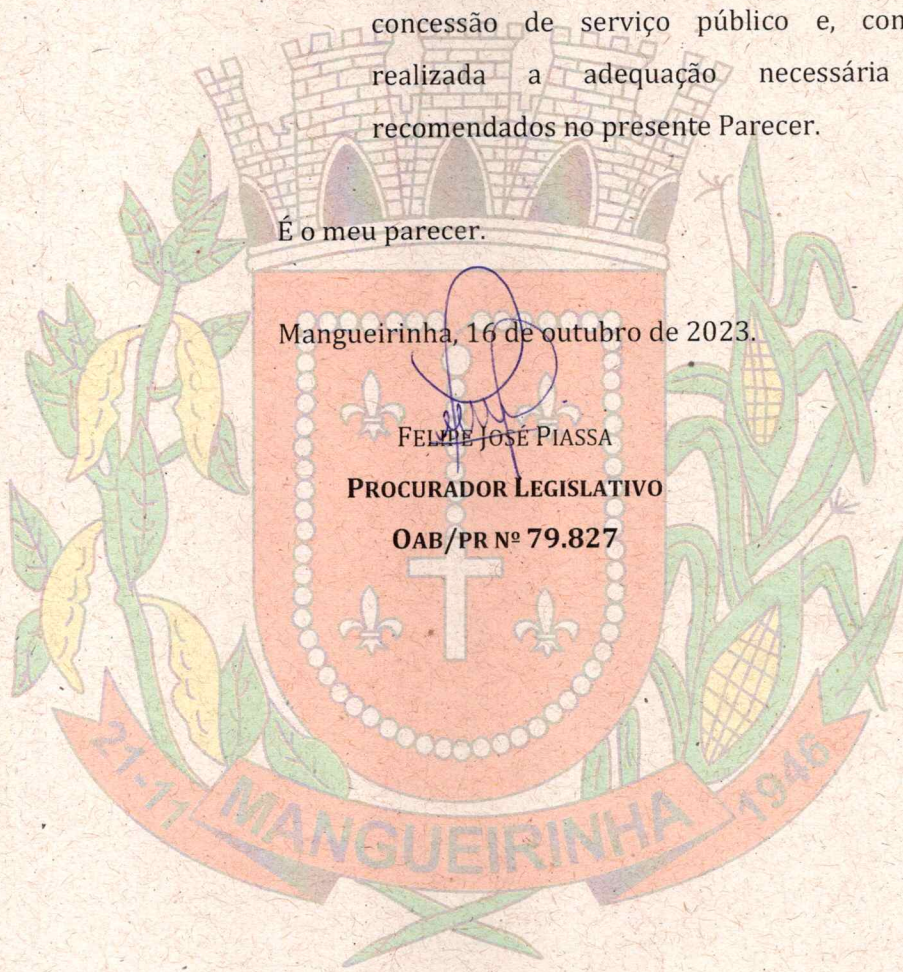 concessão de serviço público e,
realizada a adequação necessária
recomendados no presente Parecer.
É o meu parecer.
Mangueirinha, 16 de outubro de 2023.
FELIPE JOSÉ PIASSA
PROCURADOR LEGISLATIVO
OAB/PR Nº 79.827
21-11 MANGUEIRINHA 1946